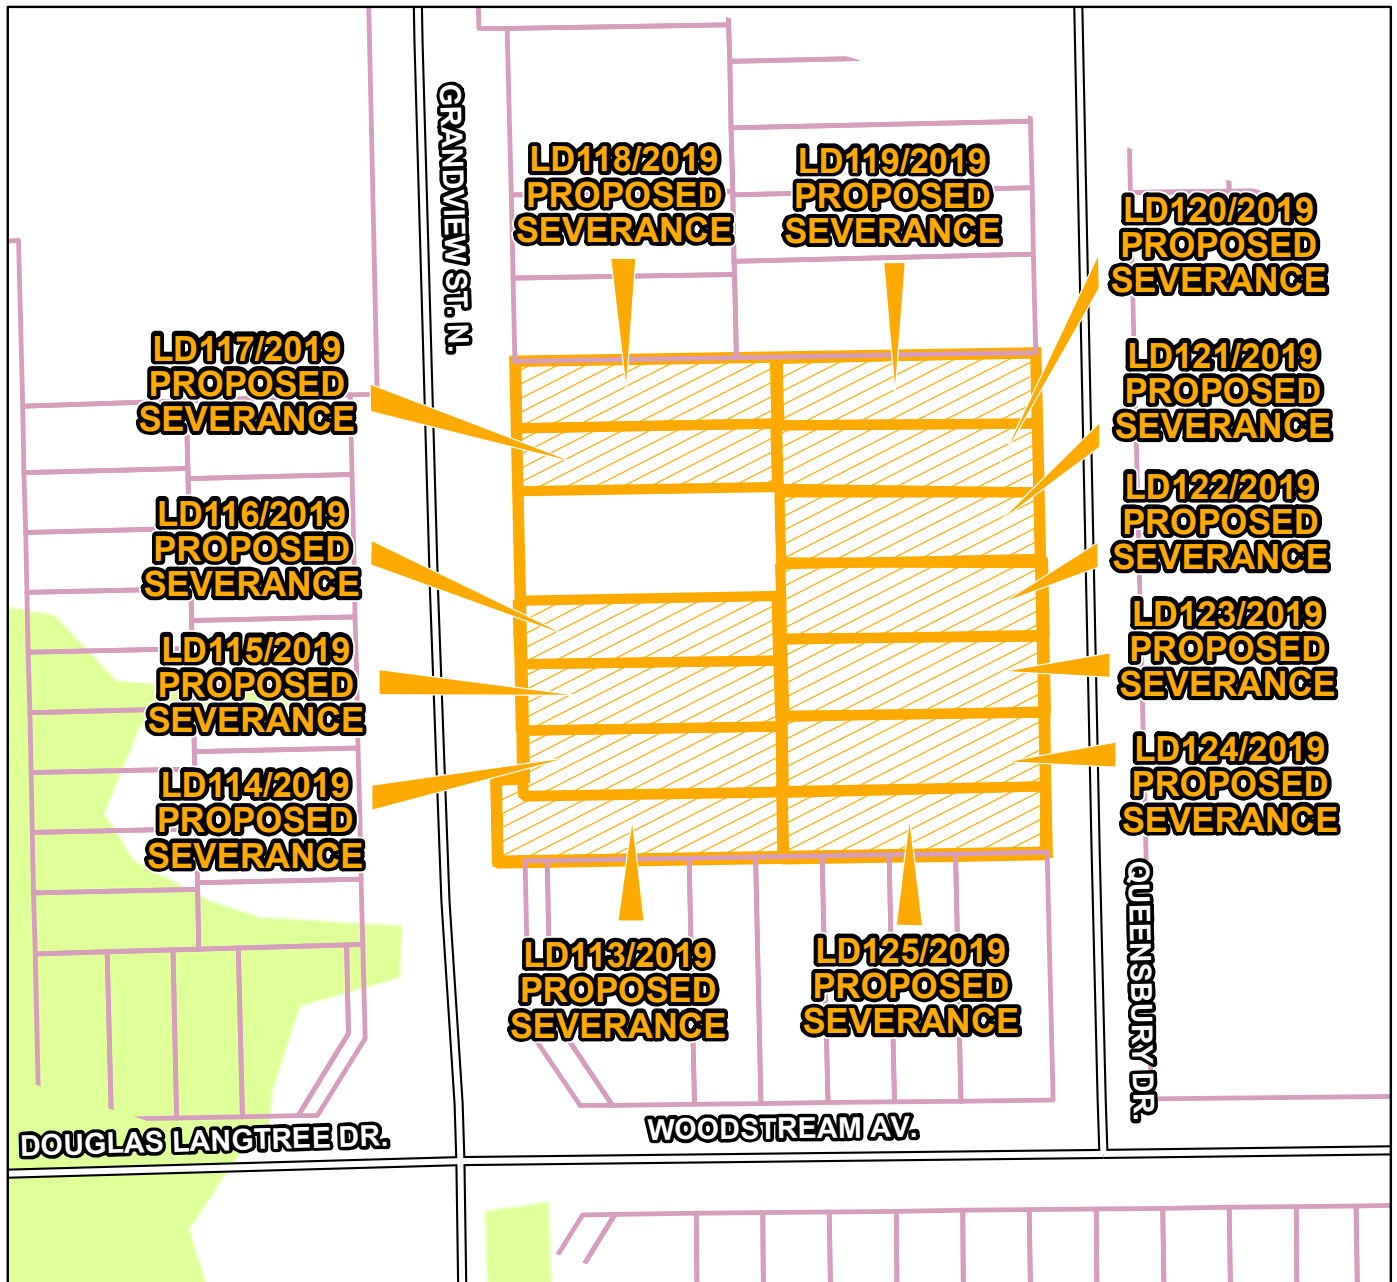 GRANDVIEW ST. N.
LD118/2019
PROPOSED
SEVERANCE
LD119/2019
PROPOSED
SEVERANCE
LD120/2019
PROPOSED
SEVERANCE
LD117/2019
PROPOSED
SEVERANCE
LD121/2019
PROPOSED
SEVERANCE
LD116/2019
PROPOSED
SEVERANCE
LD122/2019
PROPOSED
SEVERANCE
LD115/2019
PROPOSED
SEVERANCE
LD123/2019
PROPOSED
SEVERANCE
LD114/2019
PROPOSED
SEVERANCE
LD124/2019
PROPOSED
SEVERANCE
LD113/2019
PROPOSED
SEVERANCE
LD125/2019
PROPOSED
SEVERANCE
QUEENSBURY DR.
DOUGLAS LANGTREE DR.
WOODSTREAM AV.